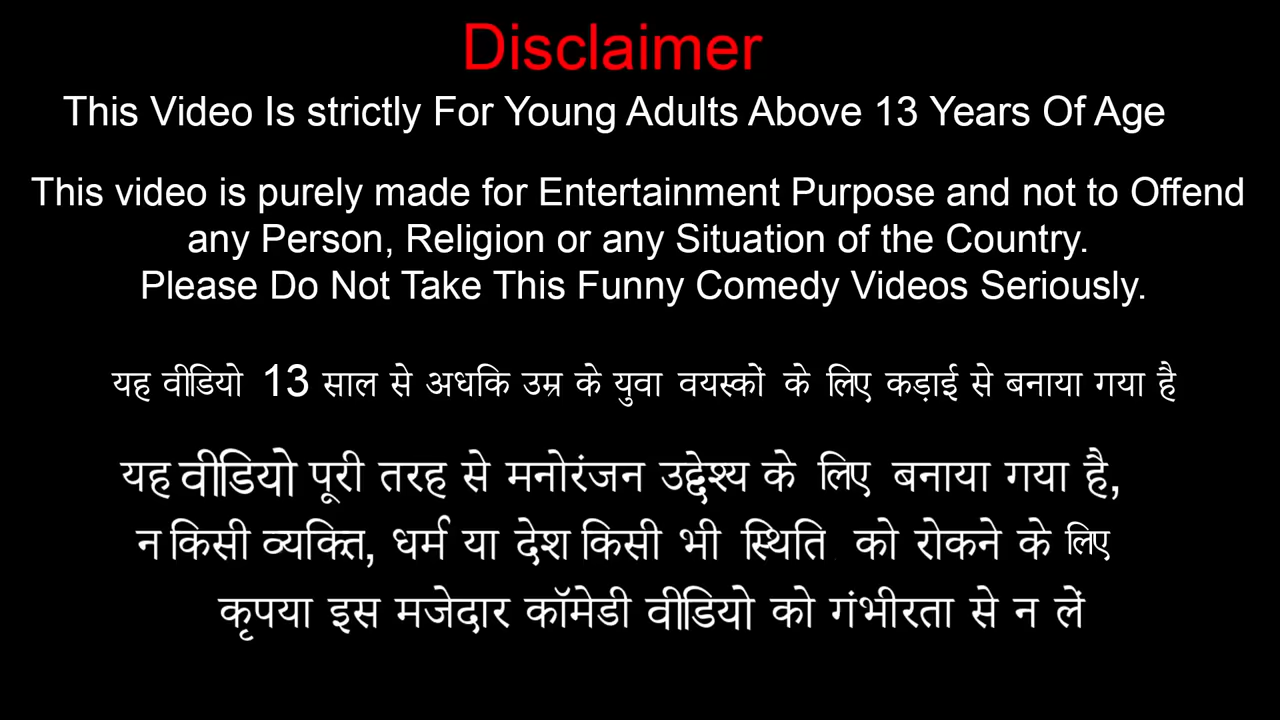 Disclaimer
This Video Is strictly For Young Adults Above 13 Years Of Age
This video is purely made for Entertainment Purpose and not to Offend
any Person, Religion or any Situation of the Country.
Please Do Not Take This Funny Comedy Videos Seriously.
यह वीडियो 13 साल से अधकि उम्र के युवा वयस्कों के लिए कड़ाई से बनाया गया है
यह वीडियो पूरी तरह से मनोरंजन उद्देश्य के लिए बनाया गया है,
न किसी व्यक्ति, धर्म या देश किसी भी स्थिति को रोकने के लिए
कृपया इस मजेदार कॉमेडी वीडियो को गंभीरता से न लें